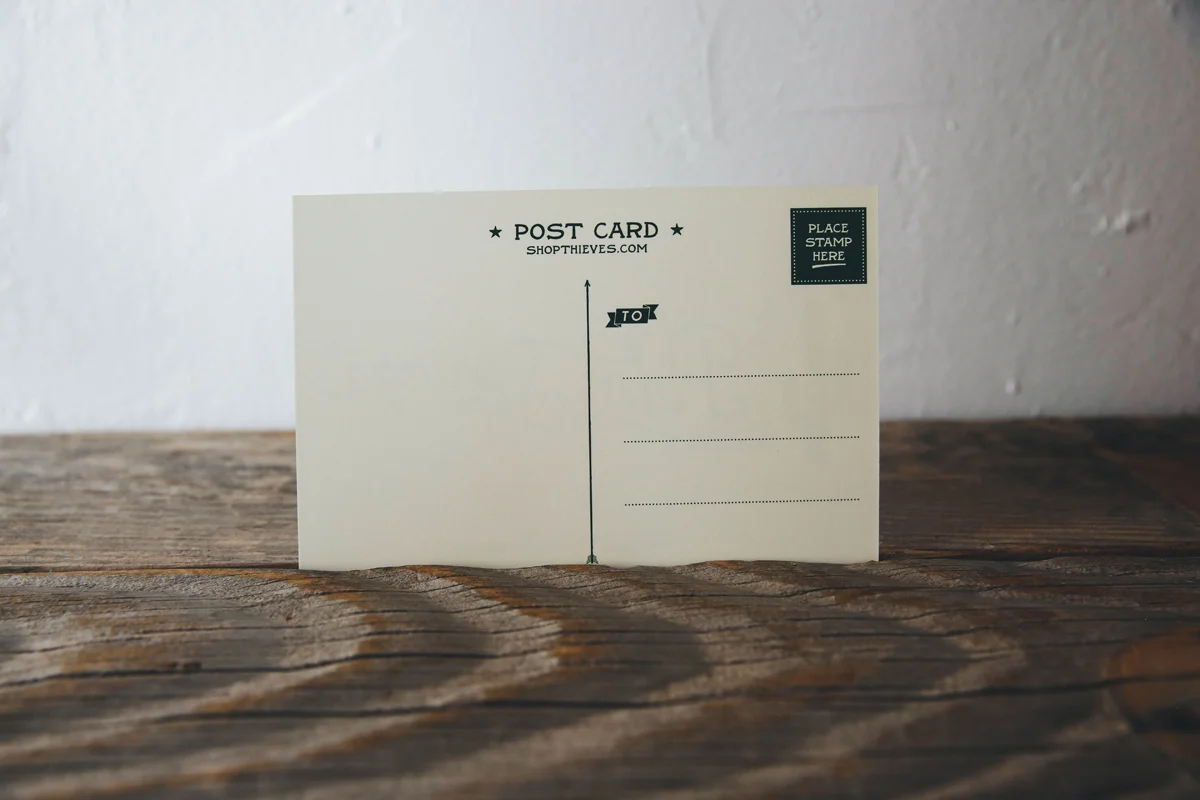 ★ POST CARD ★
SHOPTHIEVES.COM
PLACE
STAMP
HERE
TO